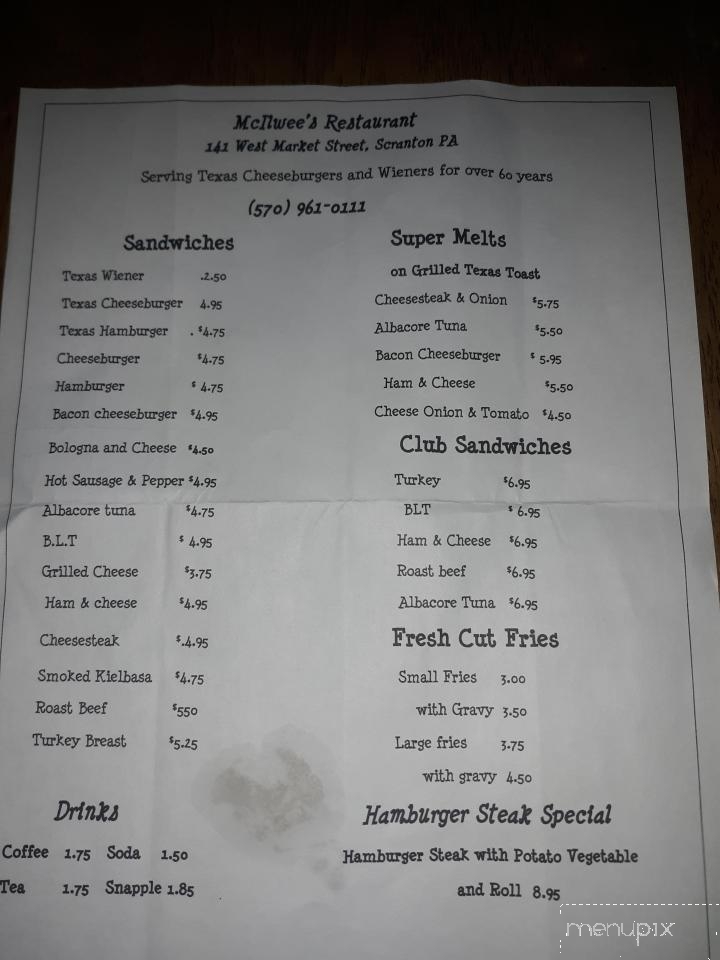 McIlwee's Restaurant
141 West Market Street, Scranton PA
Serving Texas Cheeseburgers and Wieners for over 60 years
(570) 961-0111
Sandwiches
Texas Wiener .2.50
Texas Cheeseburger 4.95
Texas Hamburger . $4.75
Cheeseburger $4.75
Hamburger $ 4.75
Bacon cheeseburger $4.95
Bologna and Cheese $4.50
Hot Sausage & Pepper $4.95
Albacore tuna $4.75
B.L.T $ 4.95
Grilled Cheese $3.75
Ham & cheese $4.95
Cheesesteak $.4.95
Smoked Kielbasa $4.75
Roast Beef $550
Turkey Breast $5.25
Drinks
Coffee 1.75 Soda 1.50
Tea 1.75 Snapple 1.85
Super Melts
on Grilled Texas Toast
Cheesesteak & Onion $5.75
Albacore Tuna $5.50
Bacon Cheeseburger $ 5.95
Ham & Cheese $5.50
Cheese Onion & Tomato $4.50
Club Sandwiches
Turkey $6.95
BLT $ 6.95
Ham & Cheese $6.95
Roast beef $6.95
Albacore Tuna $6.95
Fresh Cut Fries
Small Fries 3.00
with Gravy 3.50
Large fries 3.75
with gravy 4.50
Hamburger Steak Special
Hamburger Steak with Potato Vegetable
and Roll 8.95
menupix